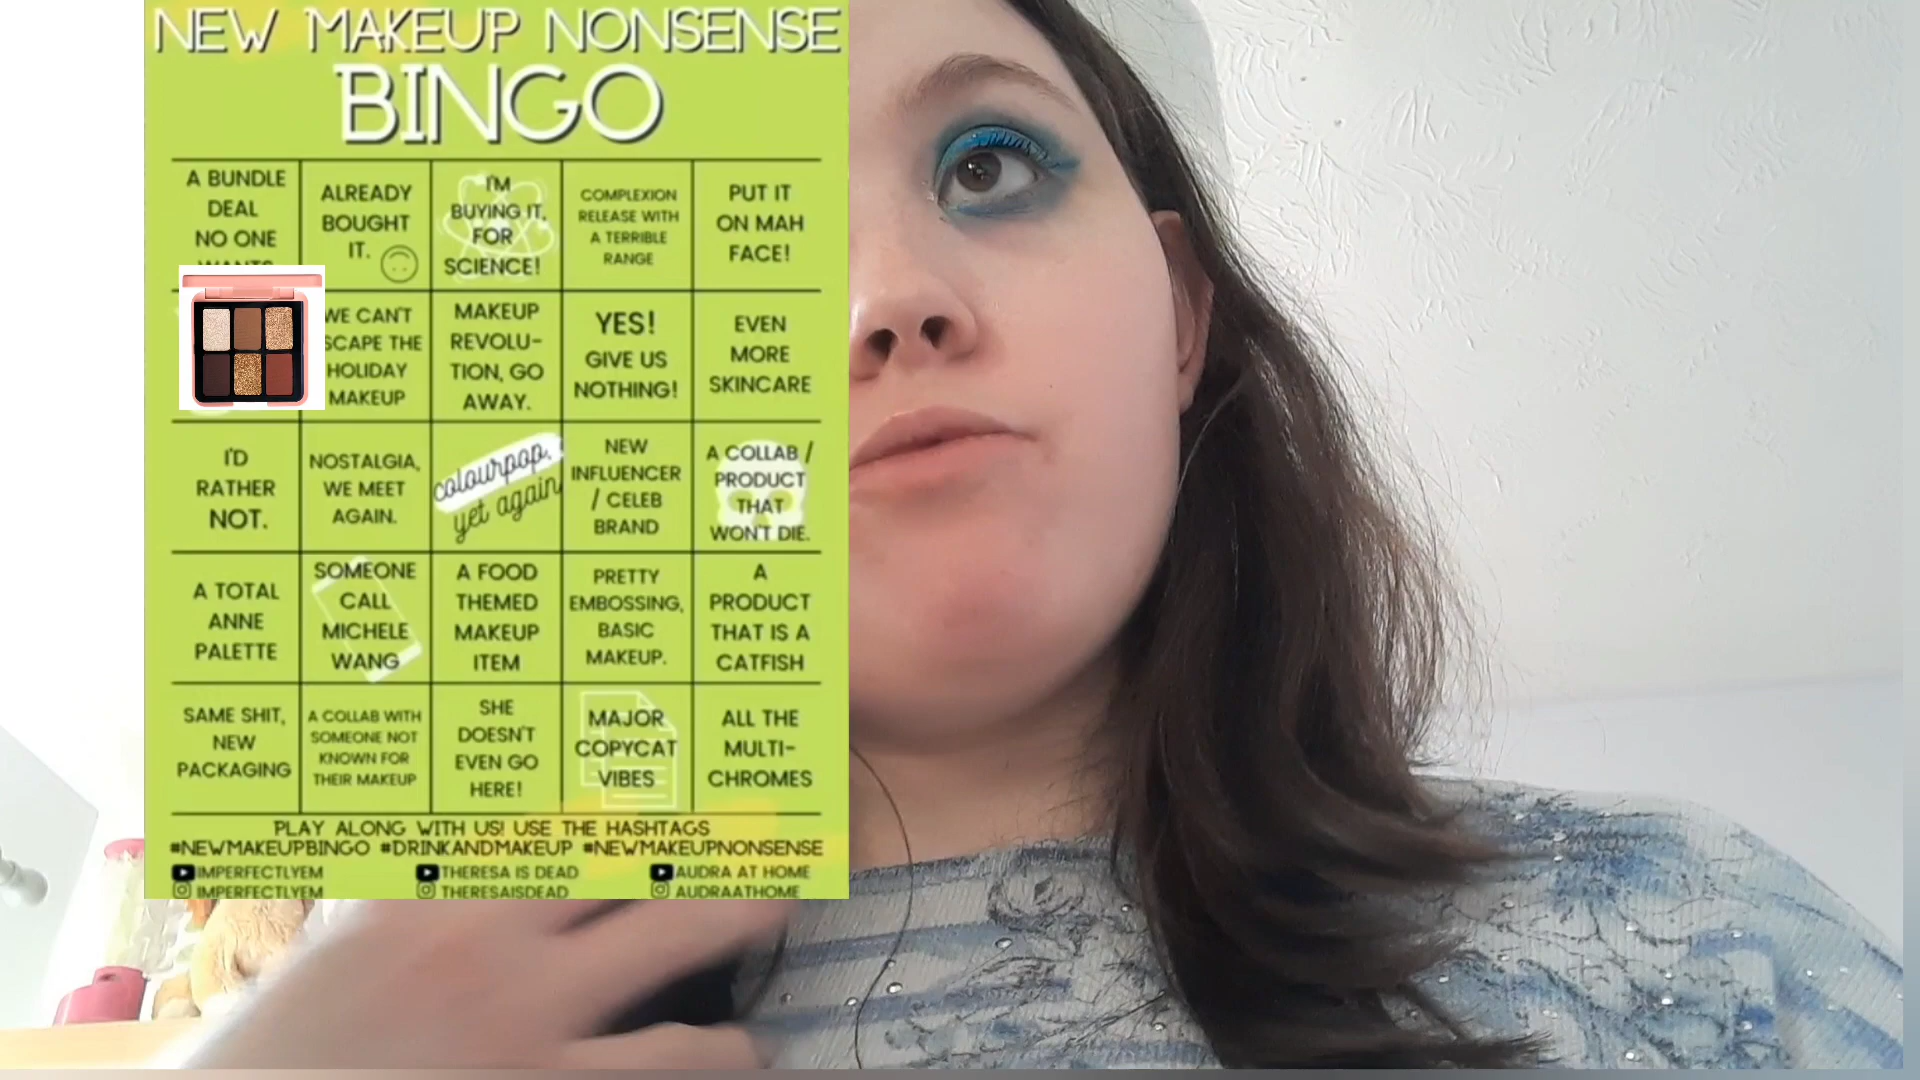 NEW MAKEUP NONSENSE
BINGO
A BUNDLE
DEAL
NO ONE
WANTS
ALREADY
BOUGHT
IT.
I'M
BUYING IT,
FOR
SCIENCE!
COMPLEXION
RELEASE WITH
A TERRIBLE
RANGE
PUT IT
ON MAH
FACE!
WE CAN'T
SCAPE THE
HOLIDAY
MAKEUP
MAKEUP
REVOLU-
TION, GO
AWAY.
YES!
GIVE US
NOTHING!
EVEN
MORE
SKINCARE
I'D
RATHER
NOT.
NOSTALGIA,
WE MEET
AGAIN.
colourpop,
yet again
NEW
INFLUENCER
/ CELEB
BRAND
A COLLAB /
PRODUCT
THAT
WON'T DIE.
A TOTAL
ANNE
PALETTE
SOMEONE
CALL
MICHELE
WANG
A FOOD
THEMED
MAKEUP
ITEM
PRETTY
EMBOSSING,
BASIC
MAKEUP.
A
PRODUCT
THAT IS A
CATFISH
SAME SHIT,
NEW
PACKAGING
A COLLAB WITH
SOMEONE NOT
KNOWN FOR
THEIR MAKEUP
SHE
DOESN'T
EVEN GO
HERE!
MAJOR
COPYCAT
VIBES
ALL THE
MULTI-
CHROMES
PLAY ALONG WITH US! USE THE HASHTAGS
#NEWMAKEUPBINGO #DRINKANDMAKEUP #NEWMAKEUPNONSENSE
IMPERFECTLYEM THERESA IS DEAD AUDRA AT HOME
IMPERFECTLYEM THERESAISDEAD AUDRAATHOME